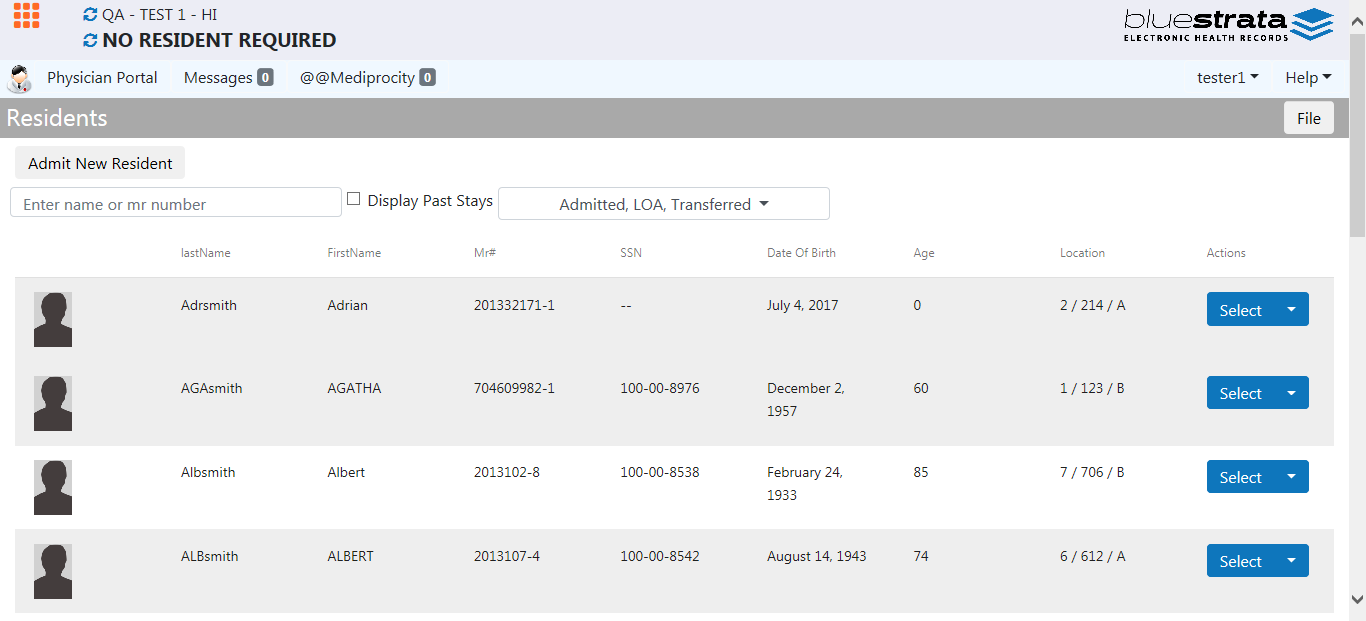 QA - TEST 1 - HI
NO RESIDENT REQUIRED
bluestrata
ELECTRONIC HEALTH RECORDS
Physician Portal Messages 0 @@Mediprocity 0 tester1 Help
Residents File
Admit New Resident
Enter name or mr number Display Past Stays Admitted, LOA, Transferred
lastName FirstName Mr# SSN Date Of Birth Age Location Actions
Adrsmith Adrian 201332171-1 -- July 4, 2017 0 2 / 214 / A Select
AGAsmith AGATHA 704609982-1 100-00-8976 December 2, 60 1 / 123 / B Select
1957
Albsmith Albert 2013102-8 100-00-8538 February 24, 85 7 / 706 / B Select
1933
ALBsmith ALBERT 2013107-4 100-00-8542 August 14, 1943 74 6 / 612 / A Select